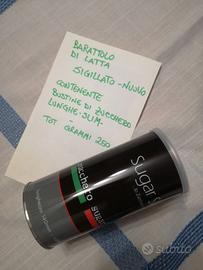 BARATTOLO
DI LATTA
SIGILLATO - NUOVO
CONTENENTE
BUSTINE DI ZUCCHERO
LUNGHE - SLIM -
TOT - GRAMMI 250
Sugar
zucchero
subito